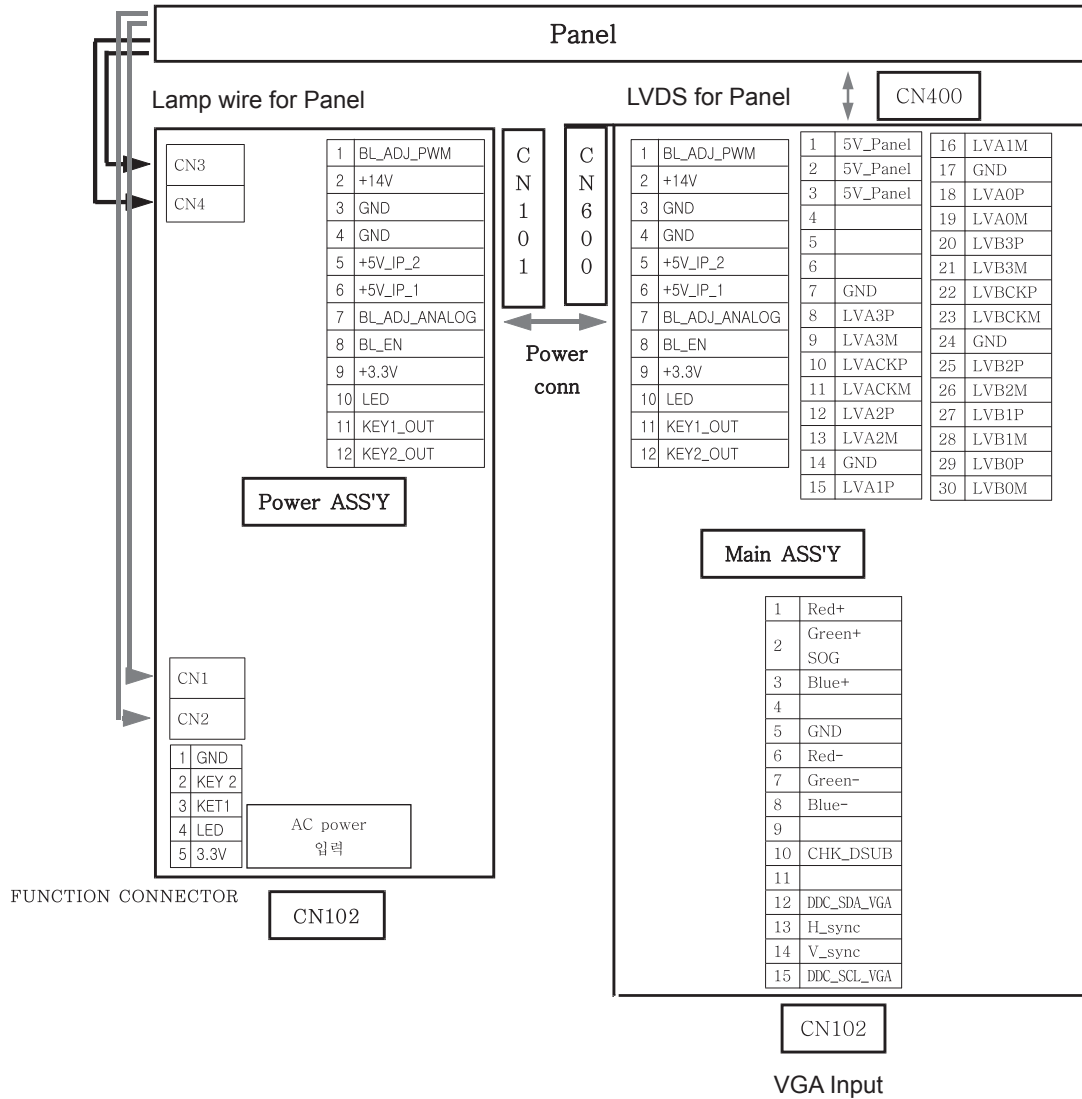 Panel
Lamp wire for Panel
LVDS for Panel
CN400
CN3
CN4
1 BL_ADJ_PWM
2 +14V
3 GND
4 GND
5 +5V_IP_2
6 +5V_IP_1
7 BL_ADJ_ANALOG
8 BL_EN
9 +3.3V
10 LED
11 KEY1_OUT
12 KEY2_OUT
C
N
1
0
1
C
N
6
0
0
Power
conn
1 BL_ADJ_PWM
2 +14V
3 GND
4 GND
5 +5V_IP_2
6 +5V_IP_1
7 BL_ADJ_ANALOG
8 BL_EN
9 +3.3V
10 LED
11 KEY1_OUT
12 KEY2_OUT
1 5V_Panel
2 5V_Panel
3 5V_Panel
4
5
6
7 GND
8 LVA3P
9 LVA3M
10 LVACKP
11 LVACKM
12 LVA2P
13 LVA2M
14 GND
15 LVA1P
16 LVA1M
17 GND
18 LVA0P
19 LVA0M
20 LVB3P
21 LVB3M
22 LVBCKP
23 LVBCKM
24 GND
25 LVB2P
26 LVB2M
27 LVB1P
28 LVB1M
29 LVB0P
30 LVB0M
Power ASS'Y
Main ASS'Y
CN1
CN2
1 GND
2 KEY 2
3 KET1
4 LED
5 3.3V
AC power
입력
FUNCTION CONNECTOR
CN102
1 Red+
2 Green+
SOG
3 Blue+
4
5 GND
6 Red-
7 Green-
8 Blue-
9
10 CHK_DSUB
11
12 DDC_SDA_VGA
13 H_sync
14 V_sync
15 DDC_SCL_VGA
CN102
VGA Input